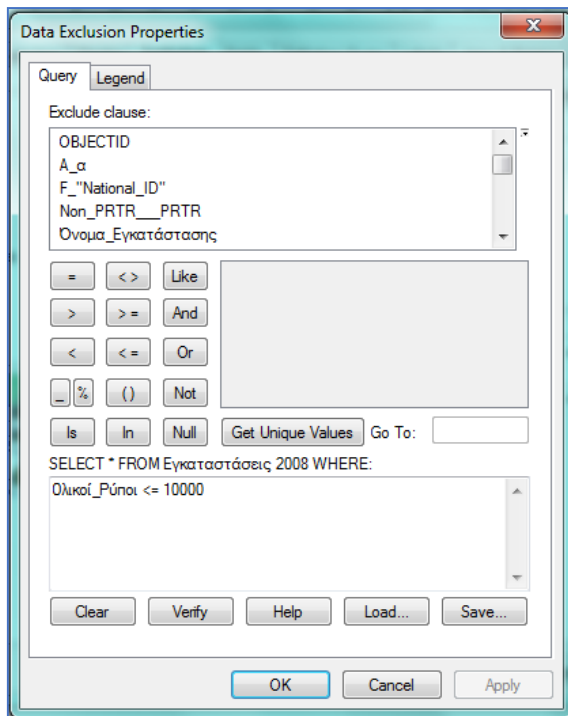 Data Exclusion Properties
Query Legend
Exclude clause:
OBJECTID
Α_α
F_"National_ID"
Non_PRTR___PRTR
Όνομα_Εγκατάστασης
= < > Like
> > = And
< < = Or
_ % ( ) Not
Is In Null Get Unique Values Go To:
SELECT * FROM Εγκαταστάσεις 2008 WHERE:
Ολικοί_Ρύποι <= 10000
Clear Verify Help Load... Save...
OK Cancel Apply